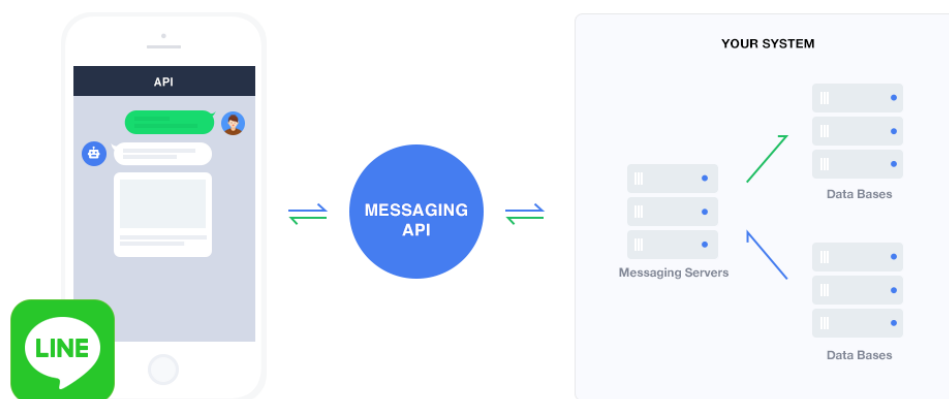 API
LINE
MESSAGING
API
YOUR SYSTEM
Messaging Servers
Data Bases
Data Bases